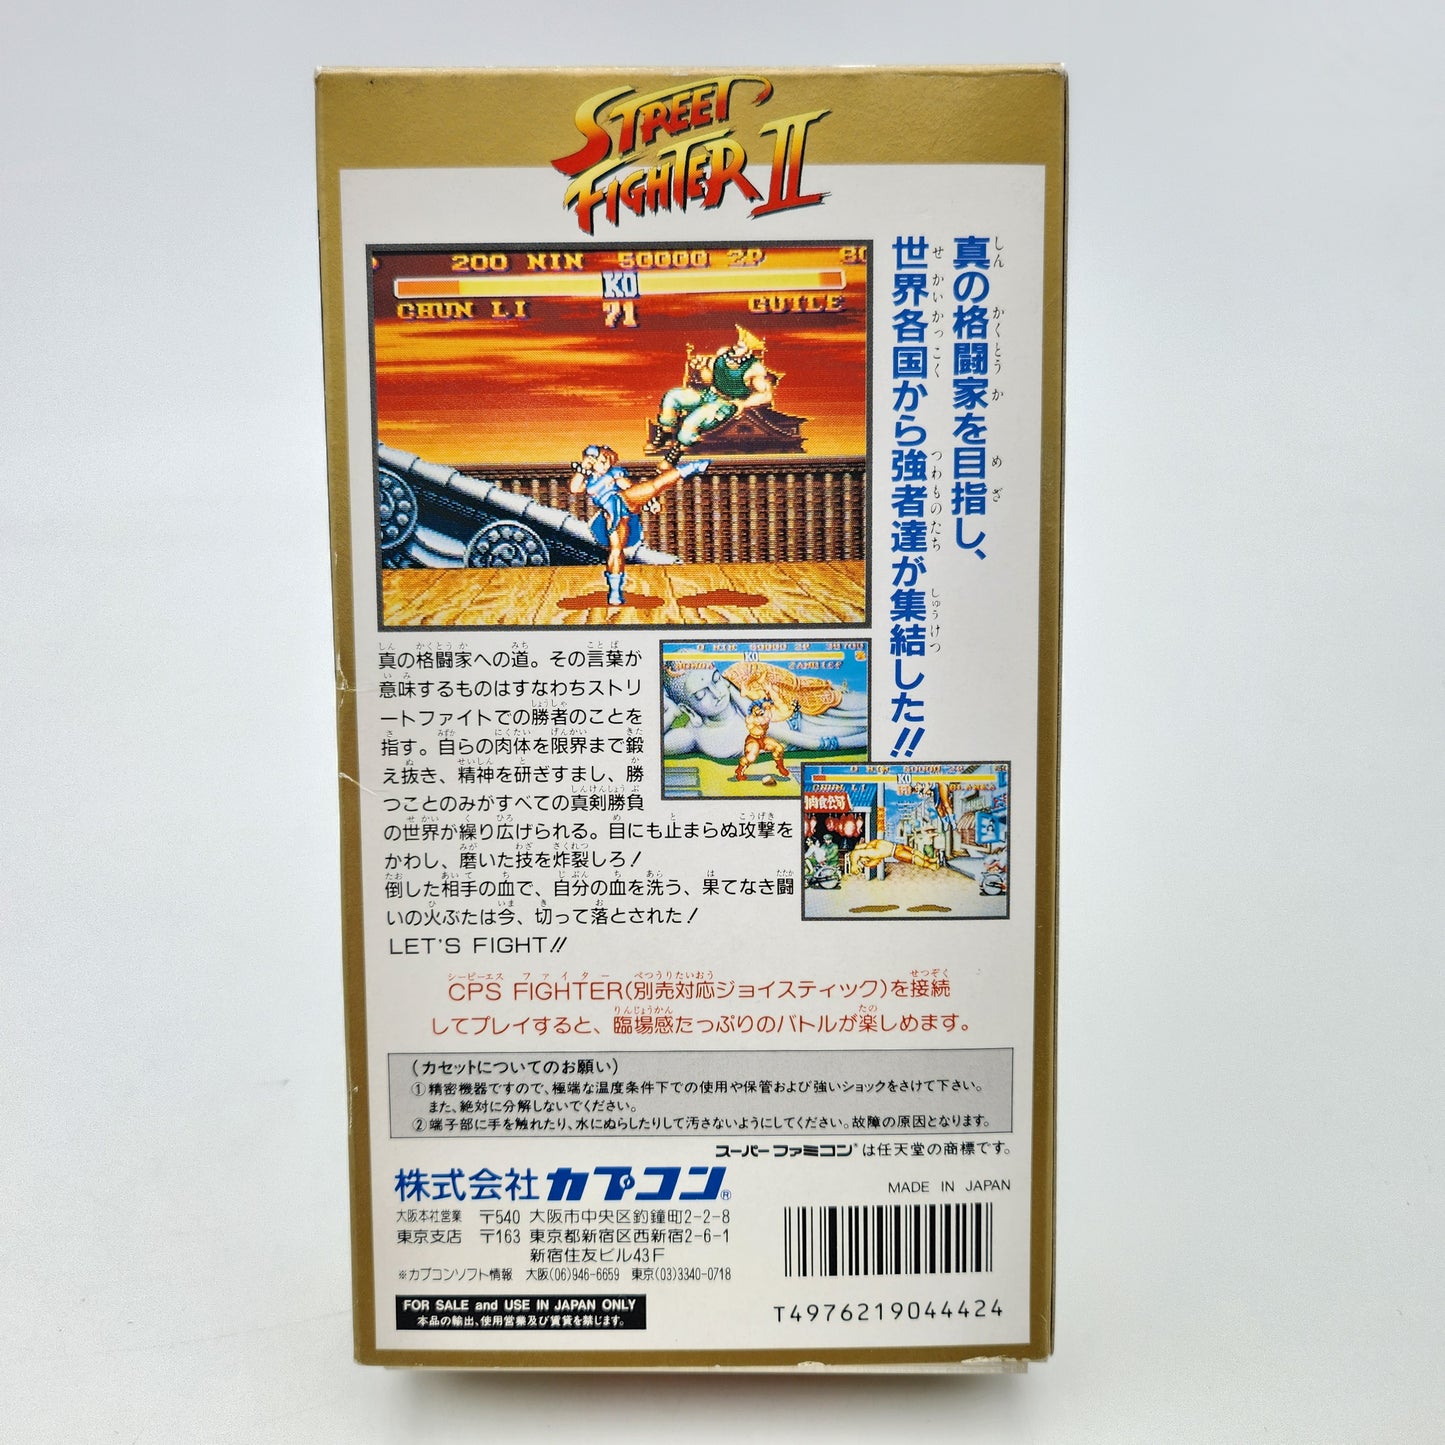 STREET
FIGHTER II
真の格闘家を目指し、
世界各国から強者達が集結した!!
200 NIN 50000 2P
KO
CHUN LI 71 GUILE
真の格闘家への道。その言葉が
意味するものはすなわちストリ
ートファイトでの勝者のことを
指す。自らの肉体を限界まで鍛
え抜き、精神を研ぎすまし、勝
つことのみがすべての真剣勝負
の世界が繰り広げられる。目にも止まらぬ攻撃を
かわし、磨いた技を炸裂しろ!
倒した相手の血で、自分の血を洗う、果てなき闘
いの火ぶたは今、切って落とされた!
LET'S FIGHT!!
CPS FIGHTER(別売対応ジョイスティック)を接続
してプレイすると、臨場感たっぷりのバトルが楽しめます。
(カセットについてのお願い)
①精密機器ですので、極端な温度条件下での使用や保管および強いショックをさけて下さい。
また、絶対に分解しないでください。
②端子部に手を触れたり、水にぬらしたりして汚さないようにしてください。故障の原因となります。
スーパーファミコン®は任天堂の商標です。
株式会社カプコン®
MADE IN JAPAN
大阪本社営業 〒540 大阪市中央区釣鐘町2-2-8
東京支店 〒163 東京都新宿区西新宿2-6-1
新宿住友ビル43F
※カプコンソフト情報 大阪(06)946-6659 東京(03)3340-0718
FOR SALE and USE IN JAPAN ONLY
本品の輸出、使用営業及び賃貸を禁じます。
T4976219044424